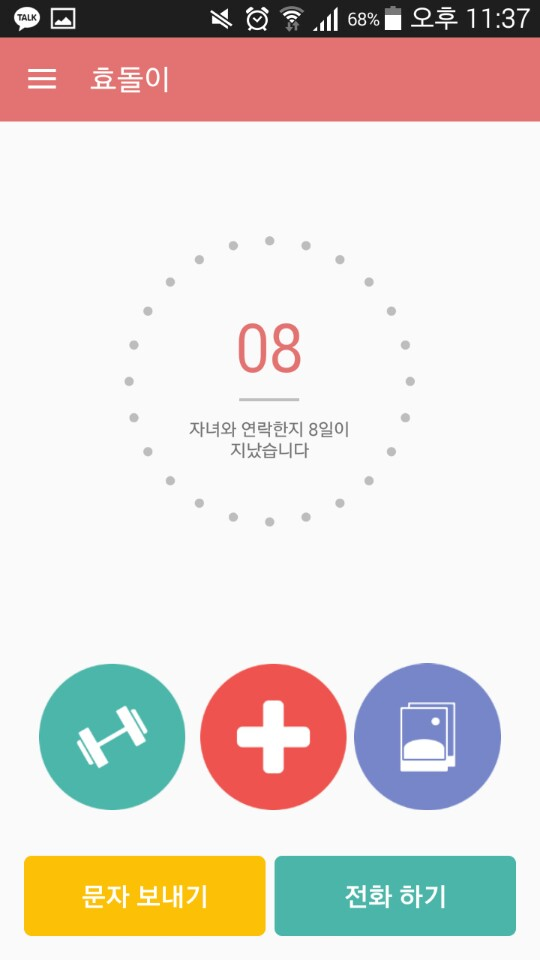 TALK 68% 오후 11:37
효돌이
08
자녀와 연락한지 8일이
지났습니다
문자 보내기 전화 하기